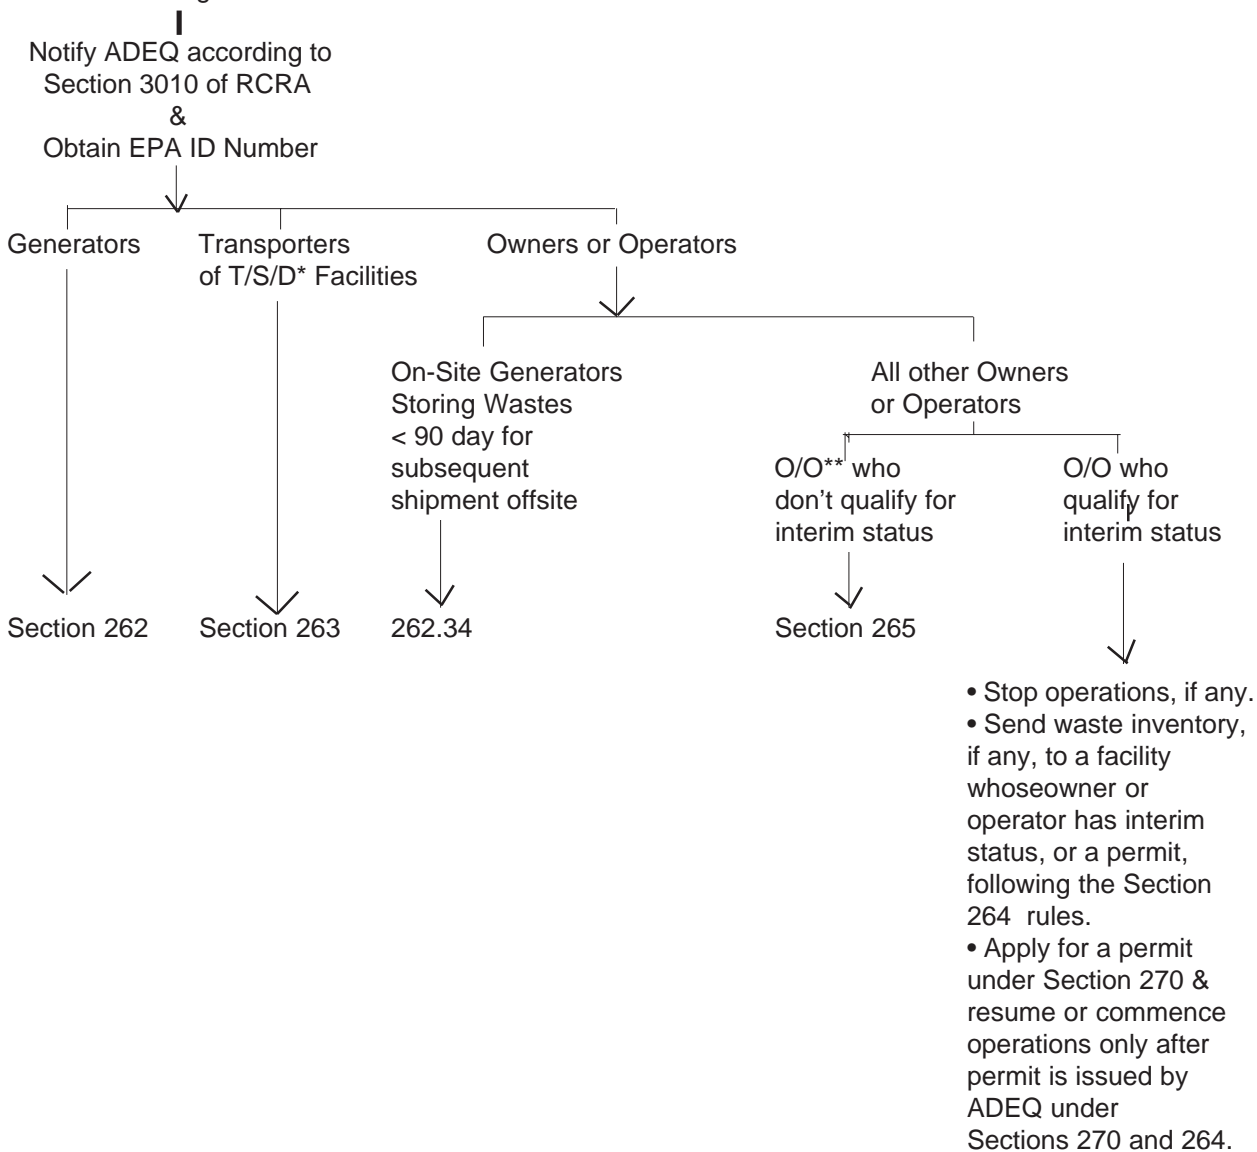 Notify ADEQ according to
Section 3010 of RCRA
&
Obtain EPA ID Number
Generators
Transporters
of T/S/D* Facilities
Owners or Operators
On-Site Generators
Storing Wastes
< 90 day for
subsequent
shipment offsite
All other Owners
or Operators
O/O** who
don't qualify for
interim status
O/O who
qualify for
interim status
Section 262
Section 263
262.34
Section 265
• Stop operations, if any.
• Send waste inventory,
if any, to a facility
whoseowner or
operator has interim
status, or a permit,
following the Section
264 rules.
• Apply for a permit
under Section 270 &
resume or commence
operations only after
permit is issued by
ADEQ under
Sections 270 and 264.